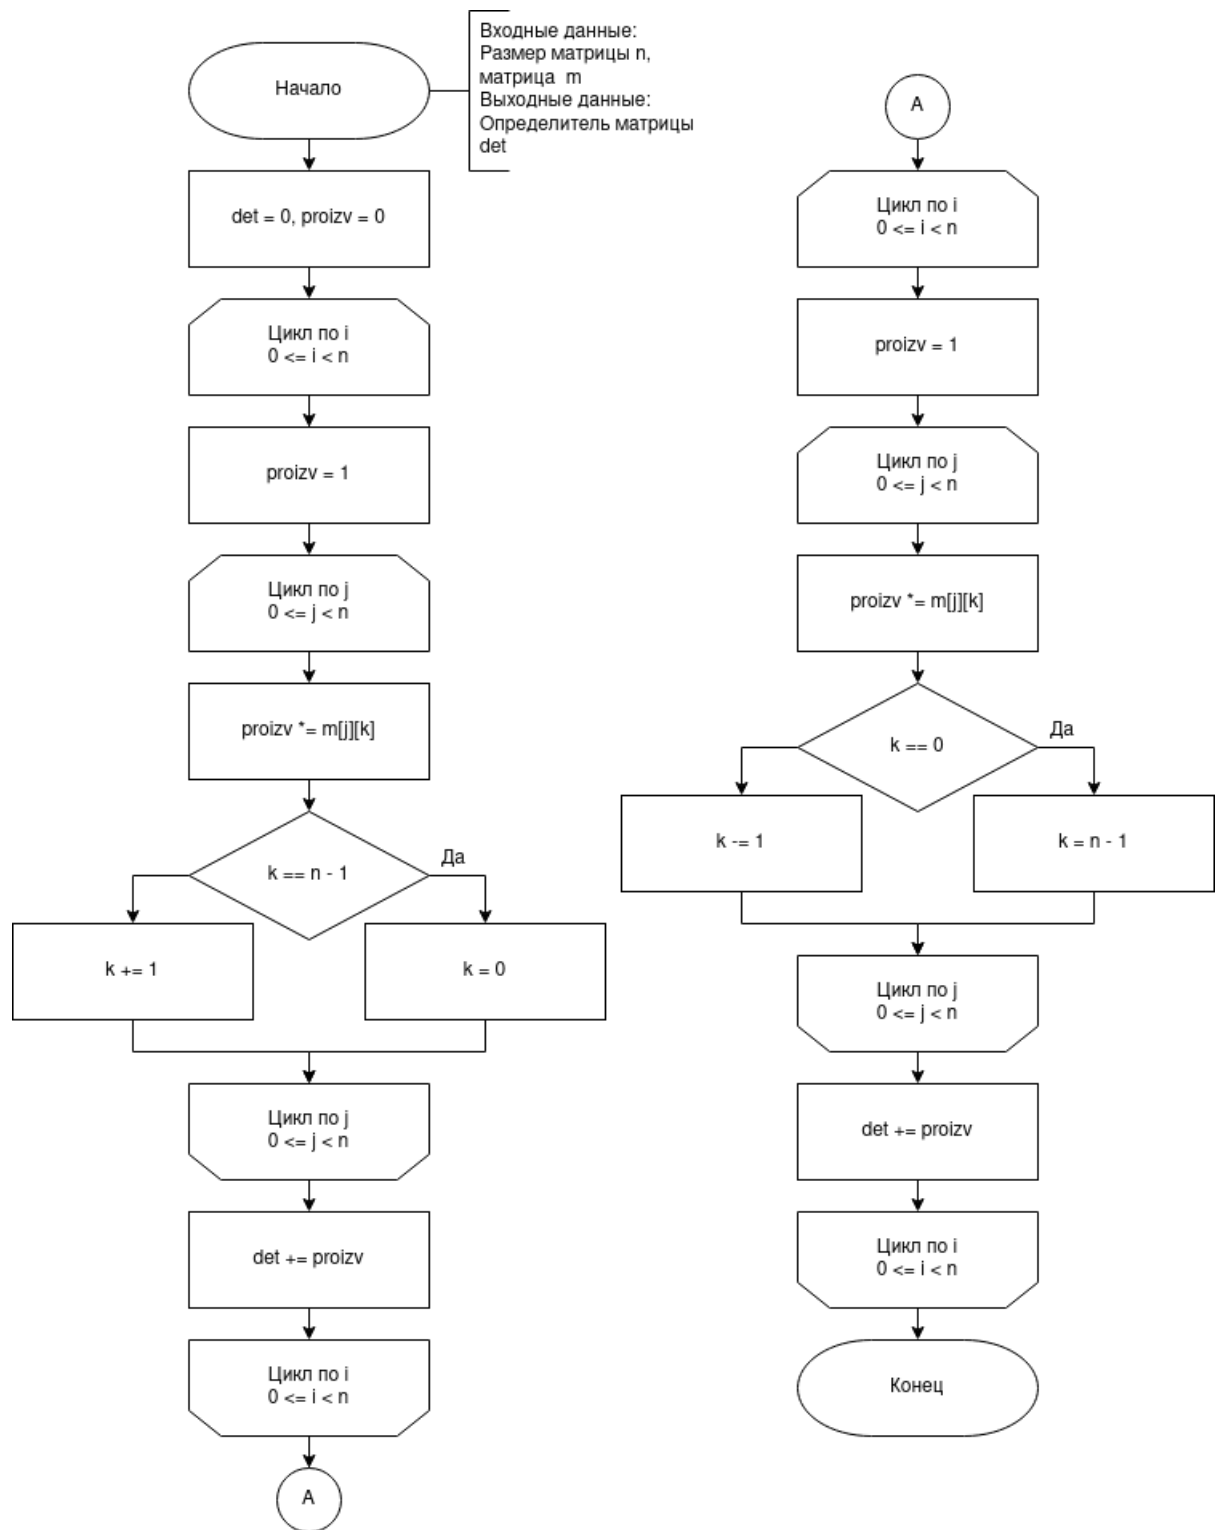 Начало
Входные данные:
Размер матрицы n,
матрица  m
Выходные данные:
Определитель матрицы
det
det = 0, proizv = 0
Цикл по i
0 <= i < n
proizv = 1
Цикл по j
0 <= j < n
proizv *= m[j][k]
k == n - 1
Да
k += 1
k = 0
Цикл по j
0 <= j < n
det += proizv
Цикл по i
0 <= i < n
A
A
Цикл по i
0 <= i < n
proizv = 1
Цикл по j
0 <= j < n
proizv *= m[j][k]
k == 0
Да
k -= 1
k = n - 1
Цикл по j
0 <= j < n
det += proizv
Цикл по i
0 <= i < n
Конец